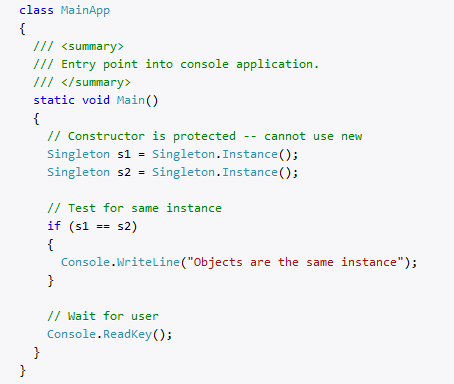 class MainApp
{
/// <summary>
/// Entry point into console application.
/// </summary>
static void Main()
{
// Constructor is protected -- cannot use new
Singleton s1 = Singleton.Instance();
Singleton s2 = Singleton.Instance();
// Test for same instance
if (s1 == s2)
{
Console.WriteLine("Objects are the same instance");
}
// Wait for user
Console.ReadKey();
}
}